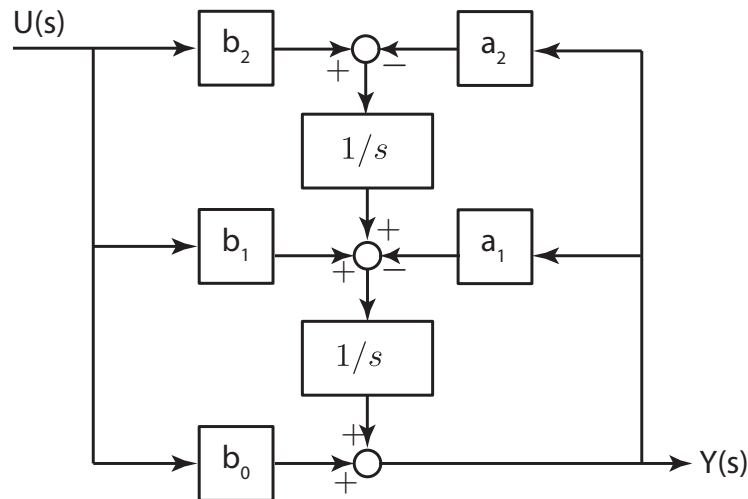 U(s)
b₂
+
−
a₂
1/s
+
b₁
+
−
a₁
1/s
+
b₀
+
Y(s)